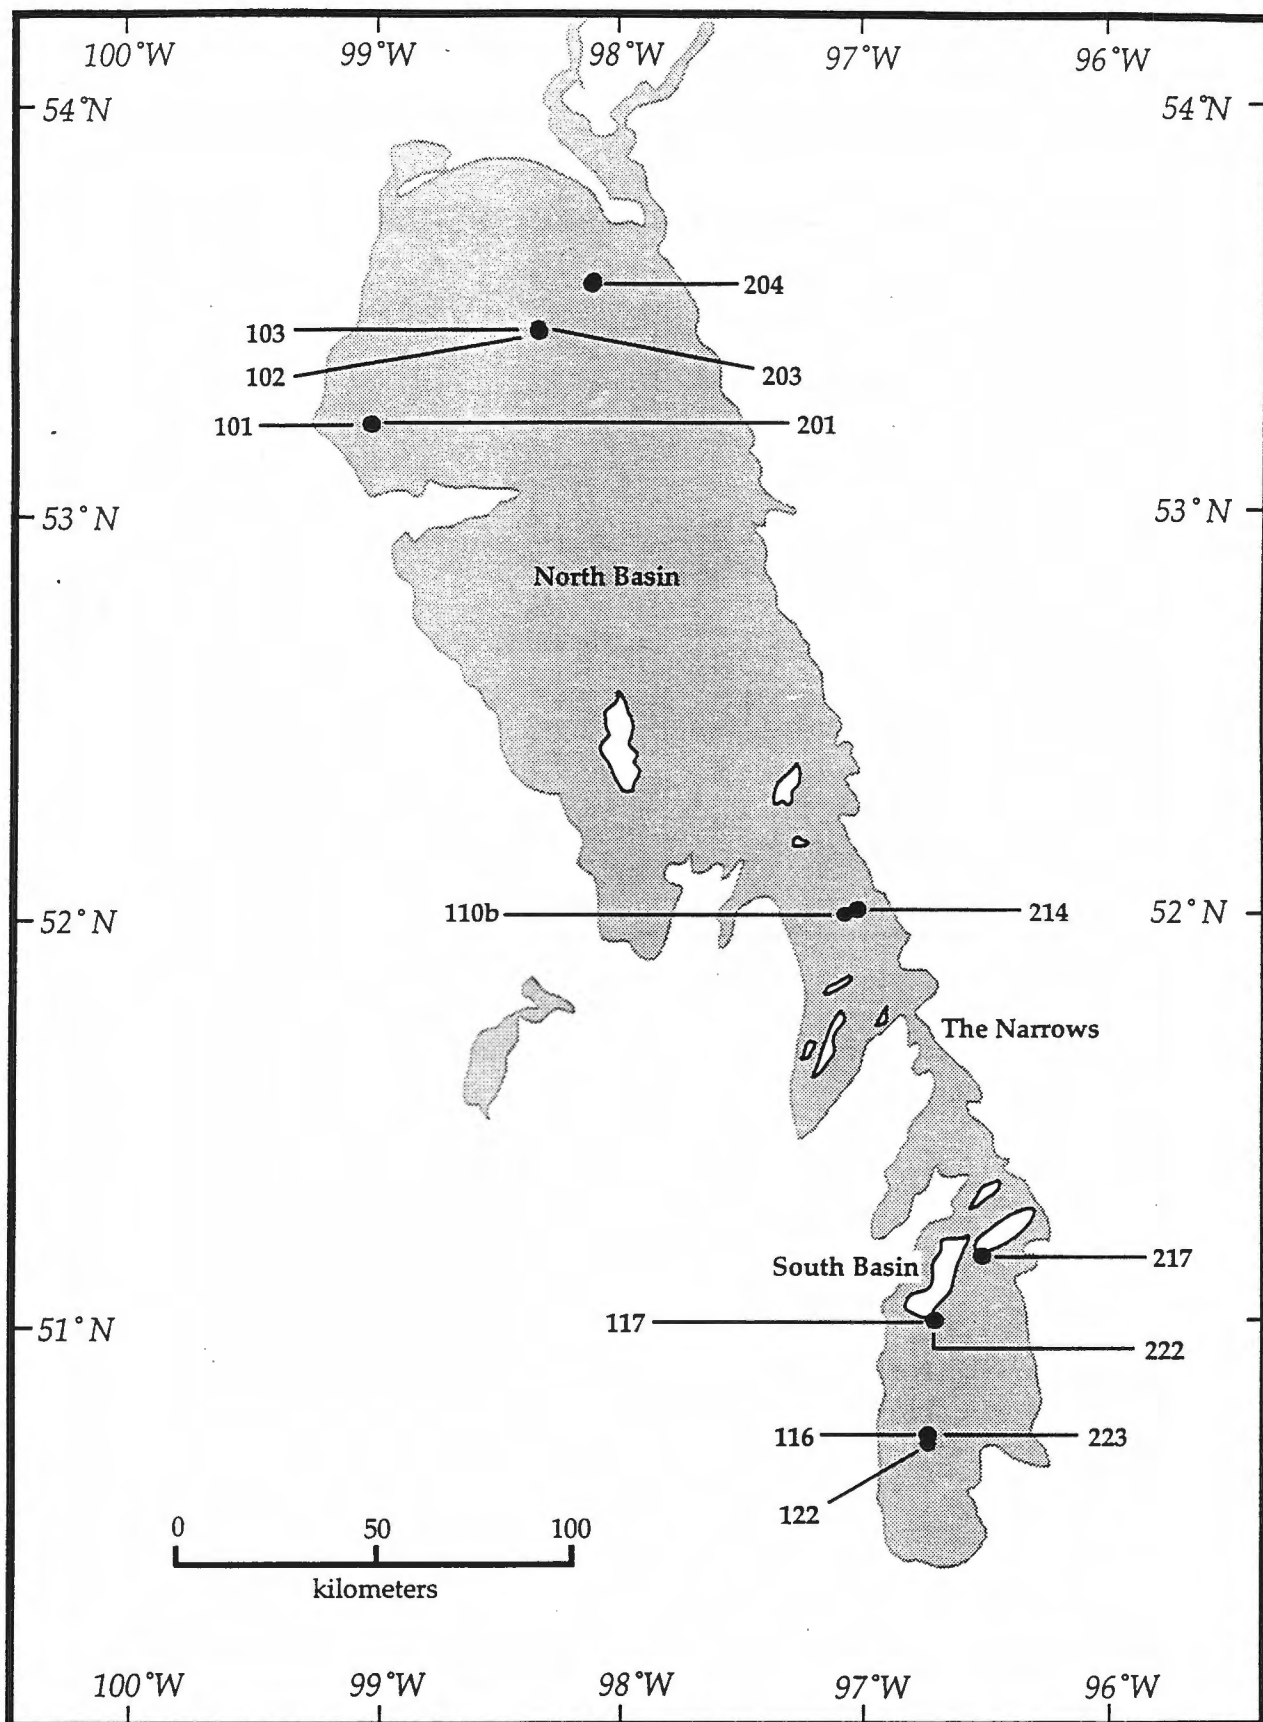 100°W 99°W 98°W 97°W 96°W
54°N 54°N
204
103
102 203
101 201
53°N 53°N
North Basin
110b 214
52°N 52°N
The Narrows
217
South Basin
117
51°N
222
116 223
122
0 50 100
kilometers
100°W 99°W 98°W 97°W 96°W